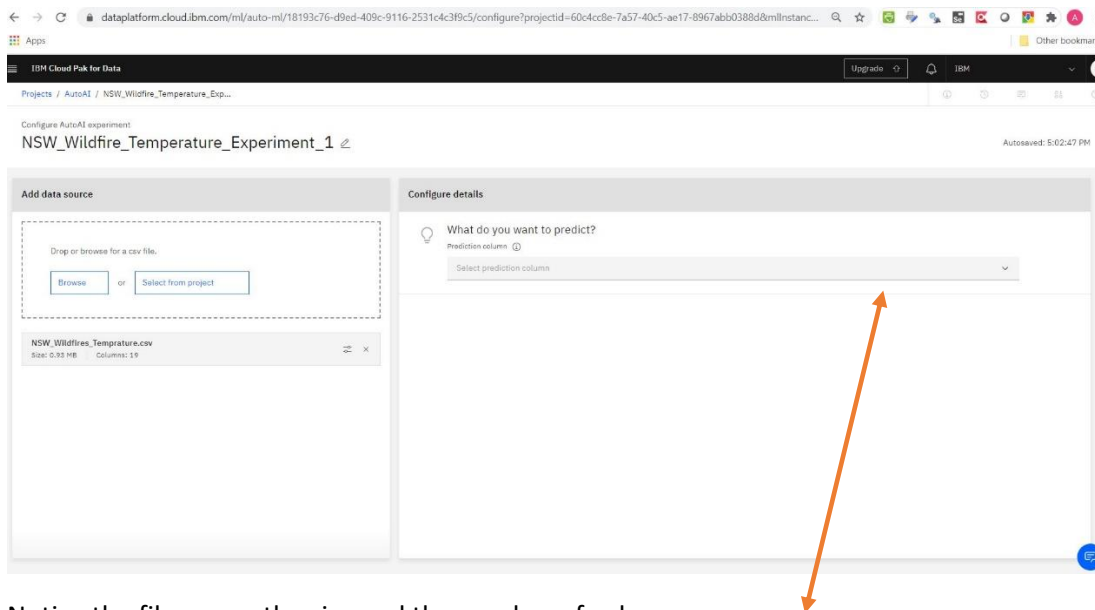 dataplatform.cloud.ibm.com/ml/auto-ml/18193c76-d9ed-409c-9116-2531c4c3f9c5/configure?projectid=60c4cc8e-7a57-40c5-ae17-8967abb0388d&mlInstanc...
Apps
Other bookmar
IBM Cloud Pak for Data
Upgrade
IBM
Projects / AutoAI / NSW_Wildfire_Temperature_Exp...
Configure AutoAI experiment
NSW_Wildfire_Temperature_Experiment_1
Autosaved: 5:02:47 PM
Add data source
Configure details
Drop or browse for a csv file.
Browse or Select from project
NSW_Wildfires_Temprature.csv
Size: 0.93 MB Columns: 19
What do you want to predict?
Prediction column
Select prediction column